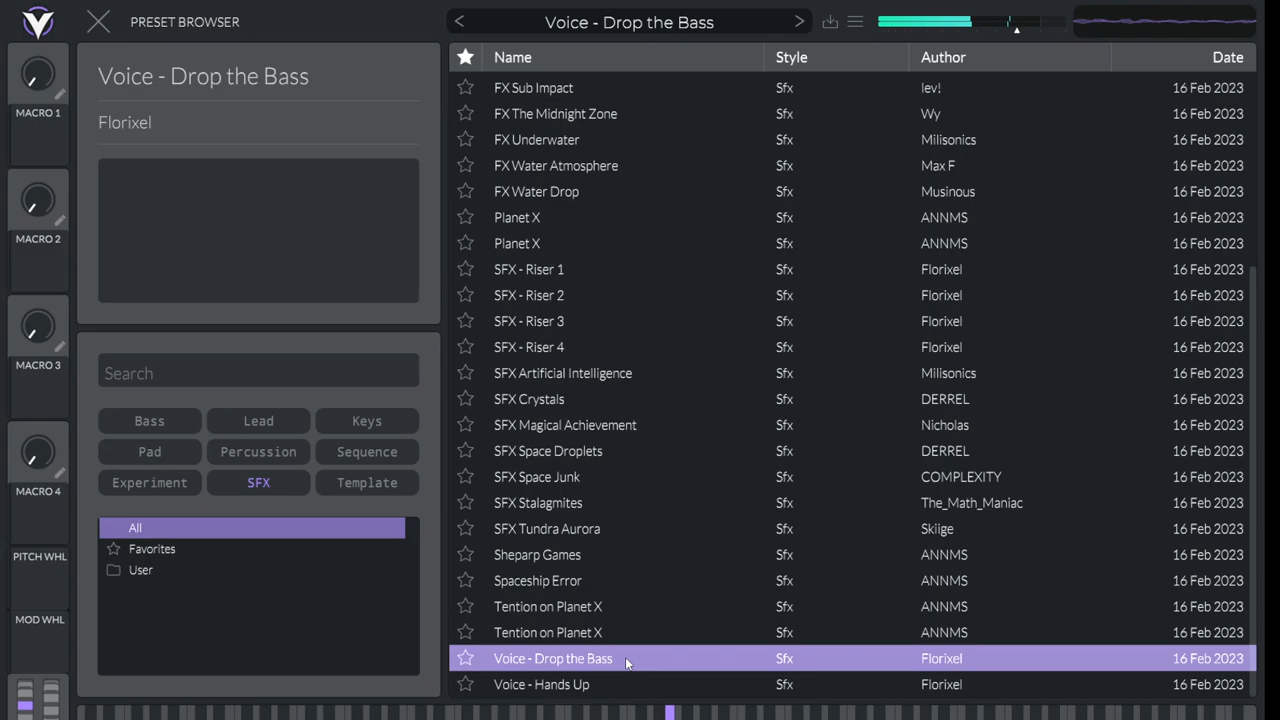 PRESET BROWSER
Voice - Drop the Bass
MACRO 1
MACRO 2
MACRO 3
MACRO 4
PITCH WHL
MOD WHL
Voice - Drop the Bass
Florixel
Search
Bass Lead Keys
Pad Percussion Sequence
Experiment SFX Template
All
Favorites
User
Name Style Author Date
FX Sub Impact Sfx lev! 16 Feb 2023
FX The Midnight Zone Sfx Wy 16 Feb 2023
FX Underwater Sfx Milisonics 16 Feb 2023
FX Water Atmosphere Sfx Max F 16 Feb 2023
FX Water Drop Sfx Musinous 16 Feb 2023
Planet X Sfx ANNMS 16 Feb 2023
Planet X Sfx ANNMS 16 Feb 2023
SFX - Riser 1 Sfx Florixel 16 Feb 2023
SFX - Riser 2 Sfx Florixel 16 Feb 2023
SFX - Riser 3 Sfx Florixel 16 Feb 2023
SFX - Riser 4 Sfx Florixel 16 Feb 2023
SFX Artificial Intelligence Sfx Milisonics 16 Feb 2023
SFX Crystals Sfx DERREL 16 Feb 2023
SFX Magical Achievement Sfx Nicholas 16 Feb 2023
SFX Space Droplets Sfx DERREL 16 Feb 2023
SFX Space Junk Sfx COMPLEXITY 16 Feb 2023
SFX Stalagmites Sfx The_Math_Maniac 16 Feb 2023
SFX Tundra Aurora Sfx Skiige 16 Feb 2023
Sheparp Games Sfx ANNMS 16 Feb 2023
Spaceship Error Sfx ANNMS 16 Feb 2023
Tention on Planet X Sfx ANNMS 16 Feb 2023
Tention on Planet X Sfx ANNMS 16 Feb 2023
Voice - Drop the Bass Sfx Florixel 16 Feb 2023
Voice - Hands Up Sfx Florixel 16 Feb 2023